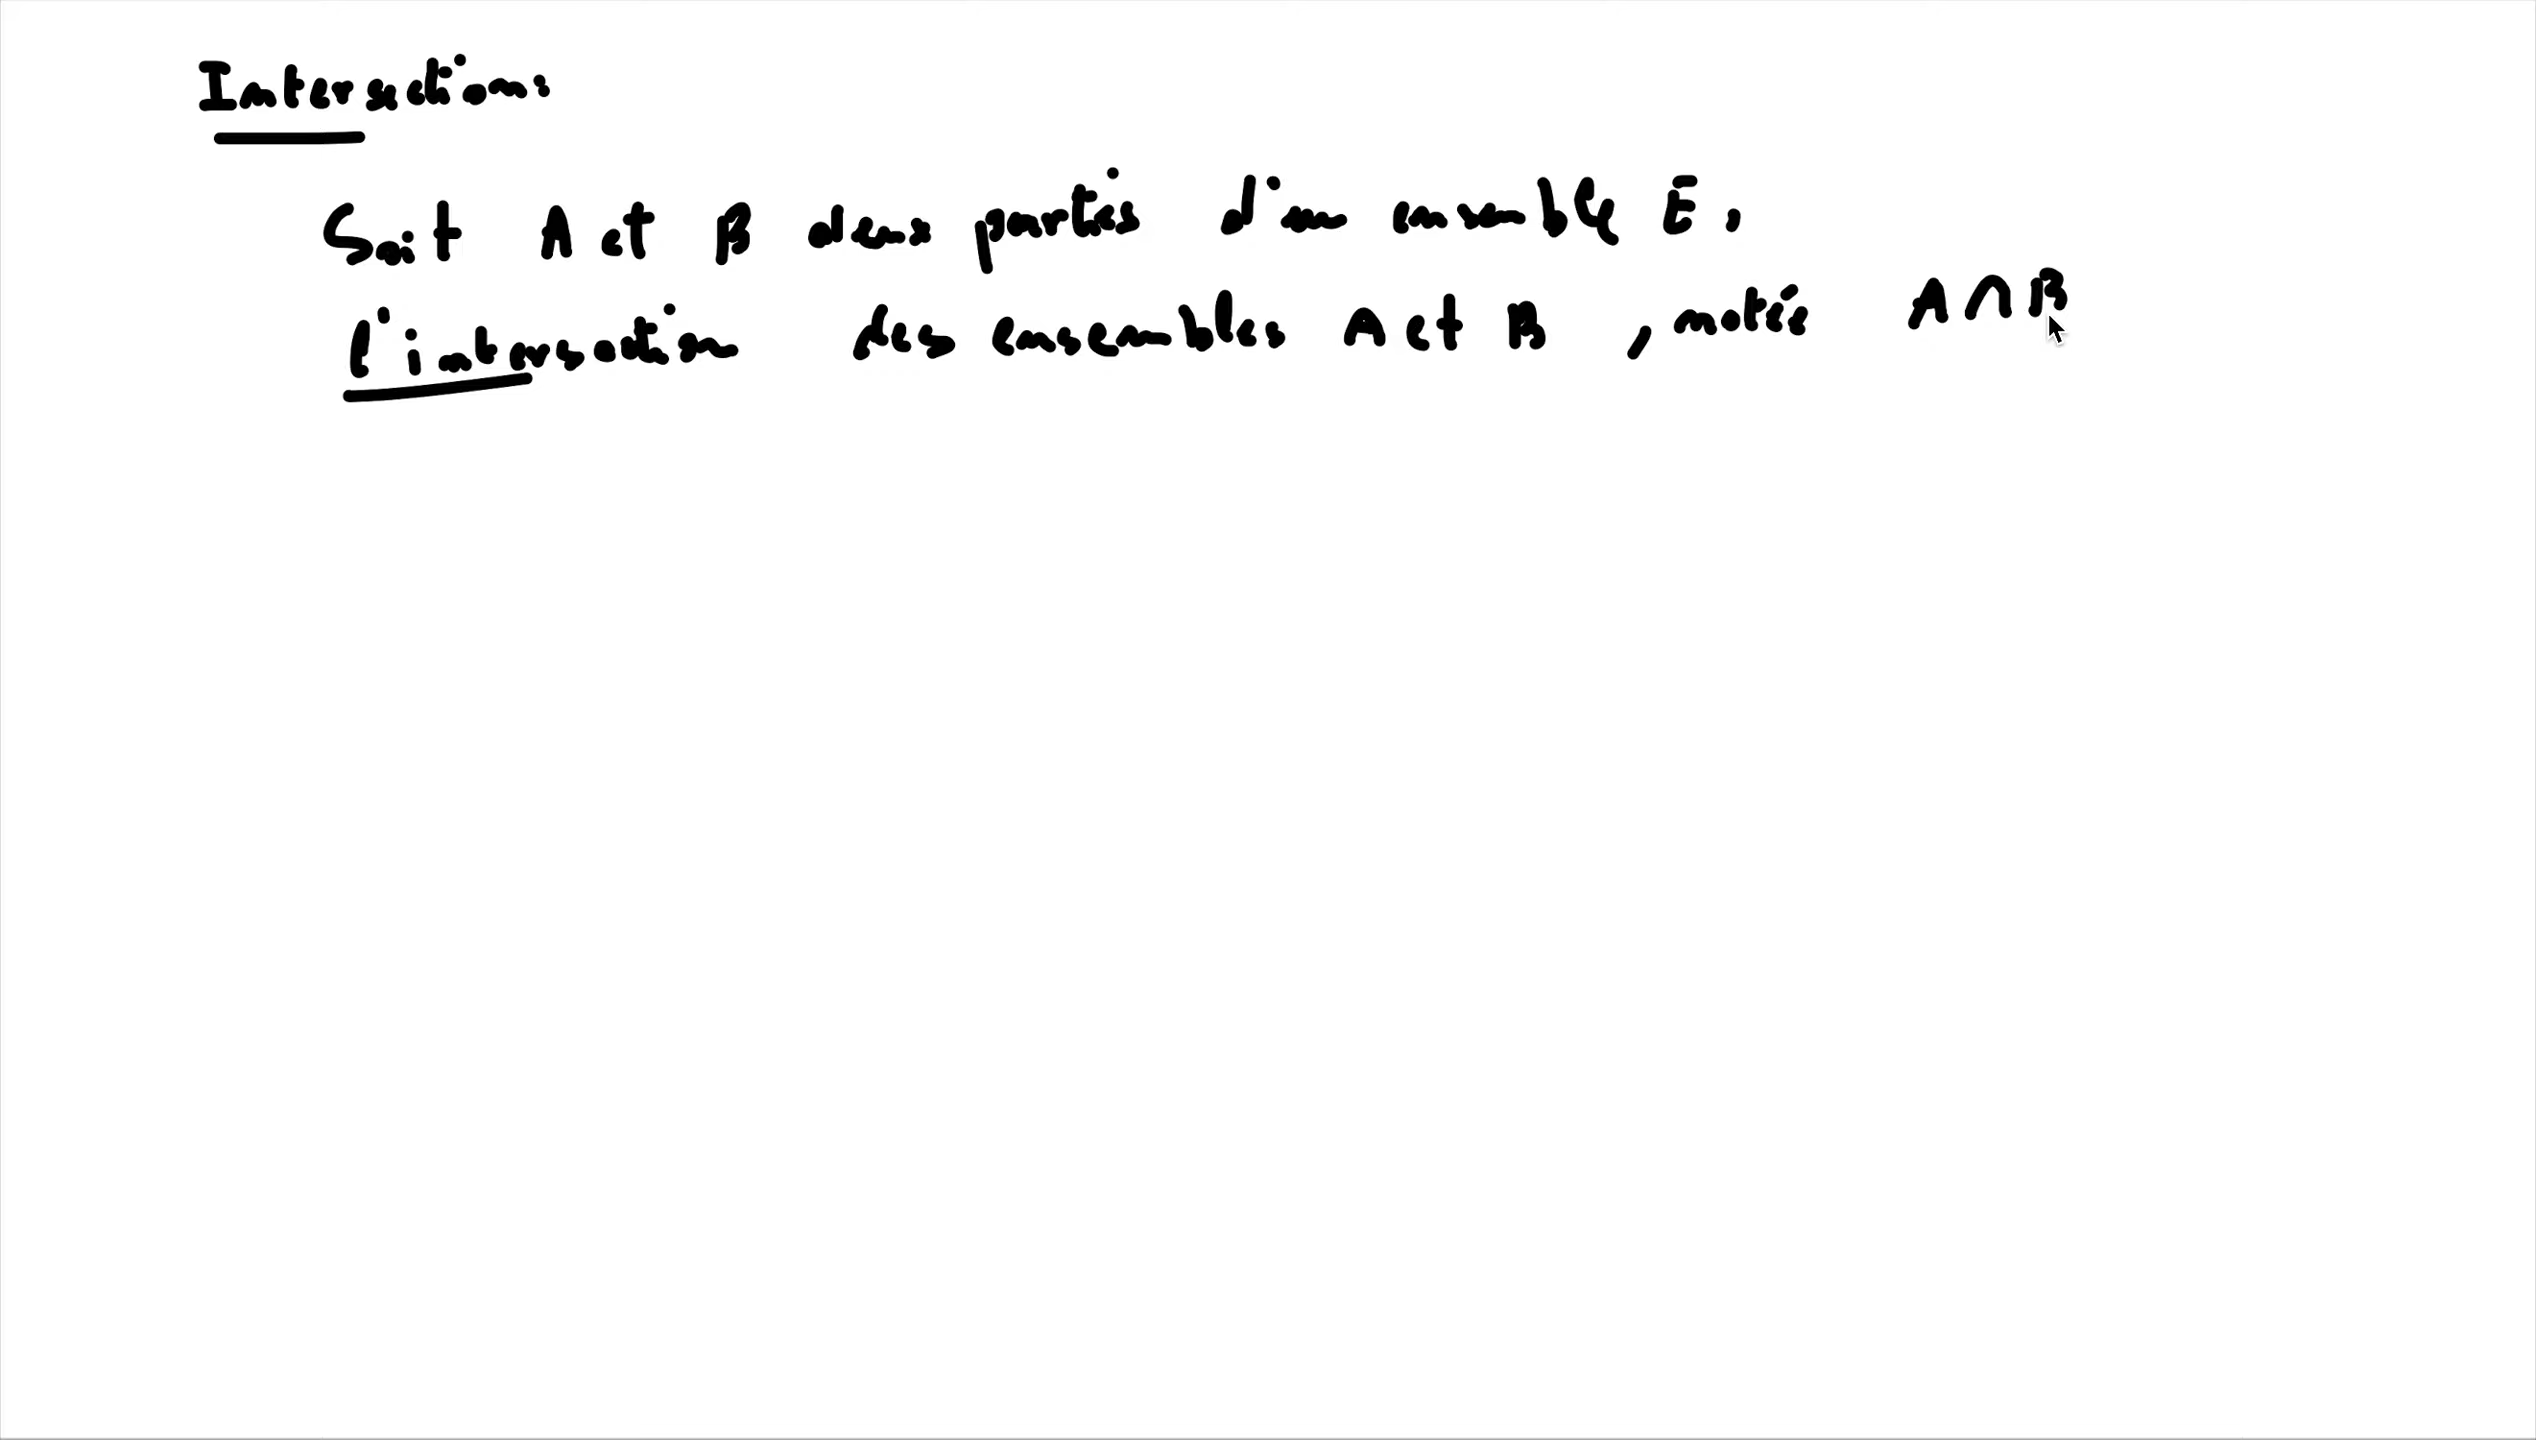 Intersection:
Soit A et B deux parties d'un ensemble E,
l'intersection des ensembles A et B , notée A∩B